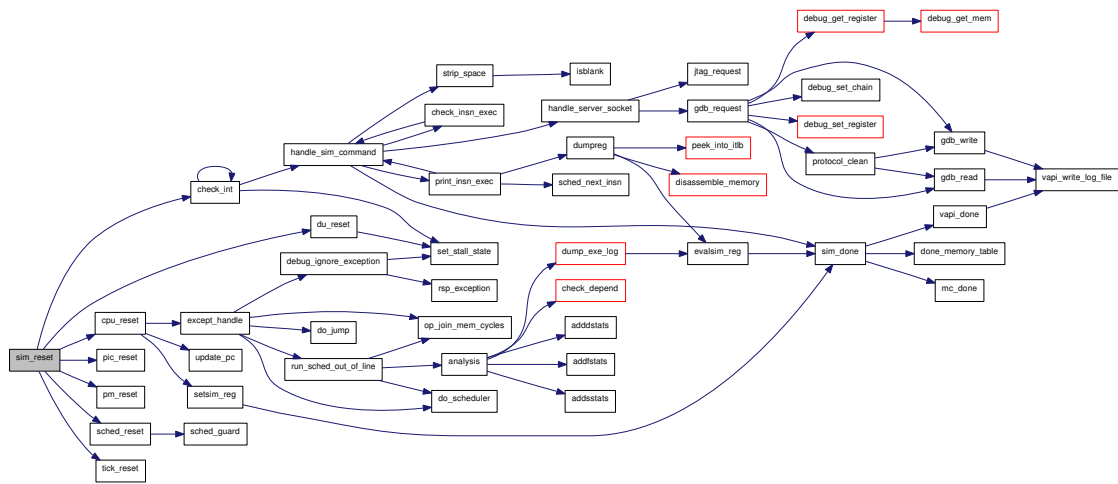 debug_get_register
debug_get_mem
strip_space
isblank
jtag_request
debug_set_chain
check_insn_exec
handle_server_socket
gdb_request
debug_set_register
handle_sim_command
dumpreg
peek_into_itlb
gdb_write
protocol_clean
check_int
print_insn_exec
sched_next_insn
disassemble_memory
gdb_read
vapi_write_log_file
du_reset
vapi_done
set_stall_state
debug_ignore_exception
dump_exe_log
evalsim_reg
sim_done
done_memory_table
rsp_exception
check_depend
mc_done
cpu_reset
except_handle
do_jump
op_join_mem_cycles
adddstats
sim_reset
pic_reset
update_pc
run_sched_out_of_line
analysis
addfstats
pm_reset
setsim_reg
do_scheduler
addsstats
sched_reset
sched_guard
tick_reset